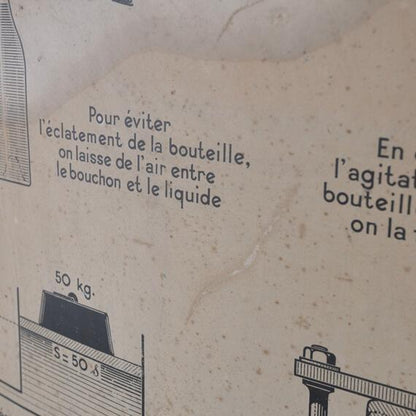 Pour éviter
l'éclatement de la bouteille,
on laisse de l'air entre
le bouchon et le liquide
En
l'agita
bouteill
on la
50 kg.
S = 50 s